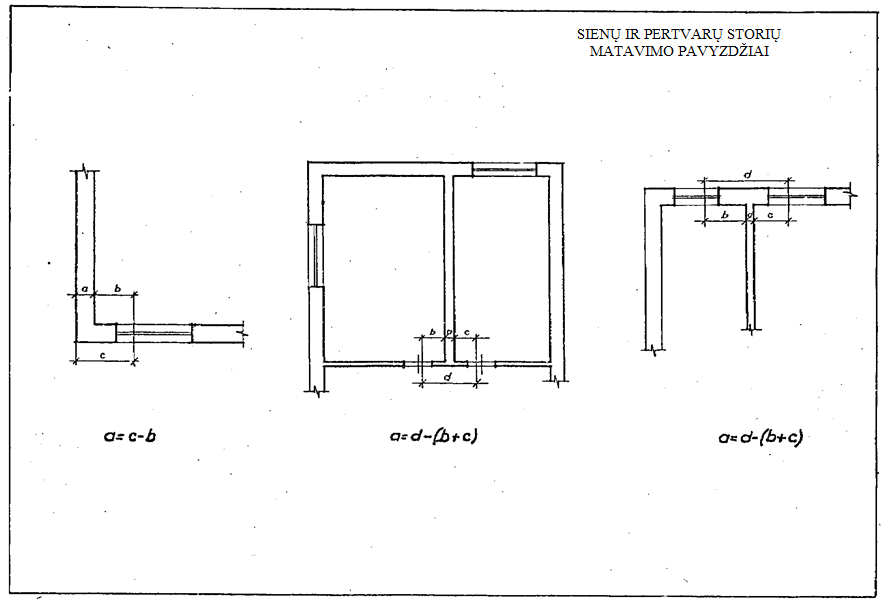 SIENŲ IR PERTVARŲ STORIŲ
MATAVIMO PAVYZDŽIAI
a b
c
a=c-b
b a c
d
a=d-(b+c)
d
b a c
a=d-(b+c)